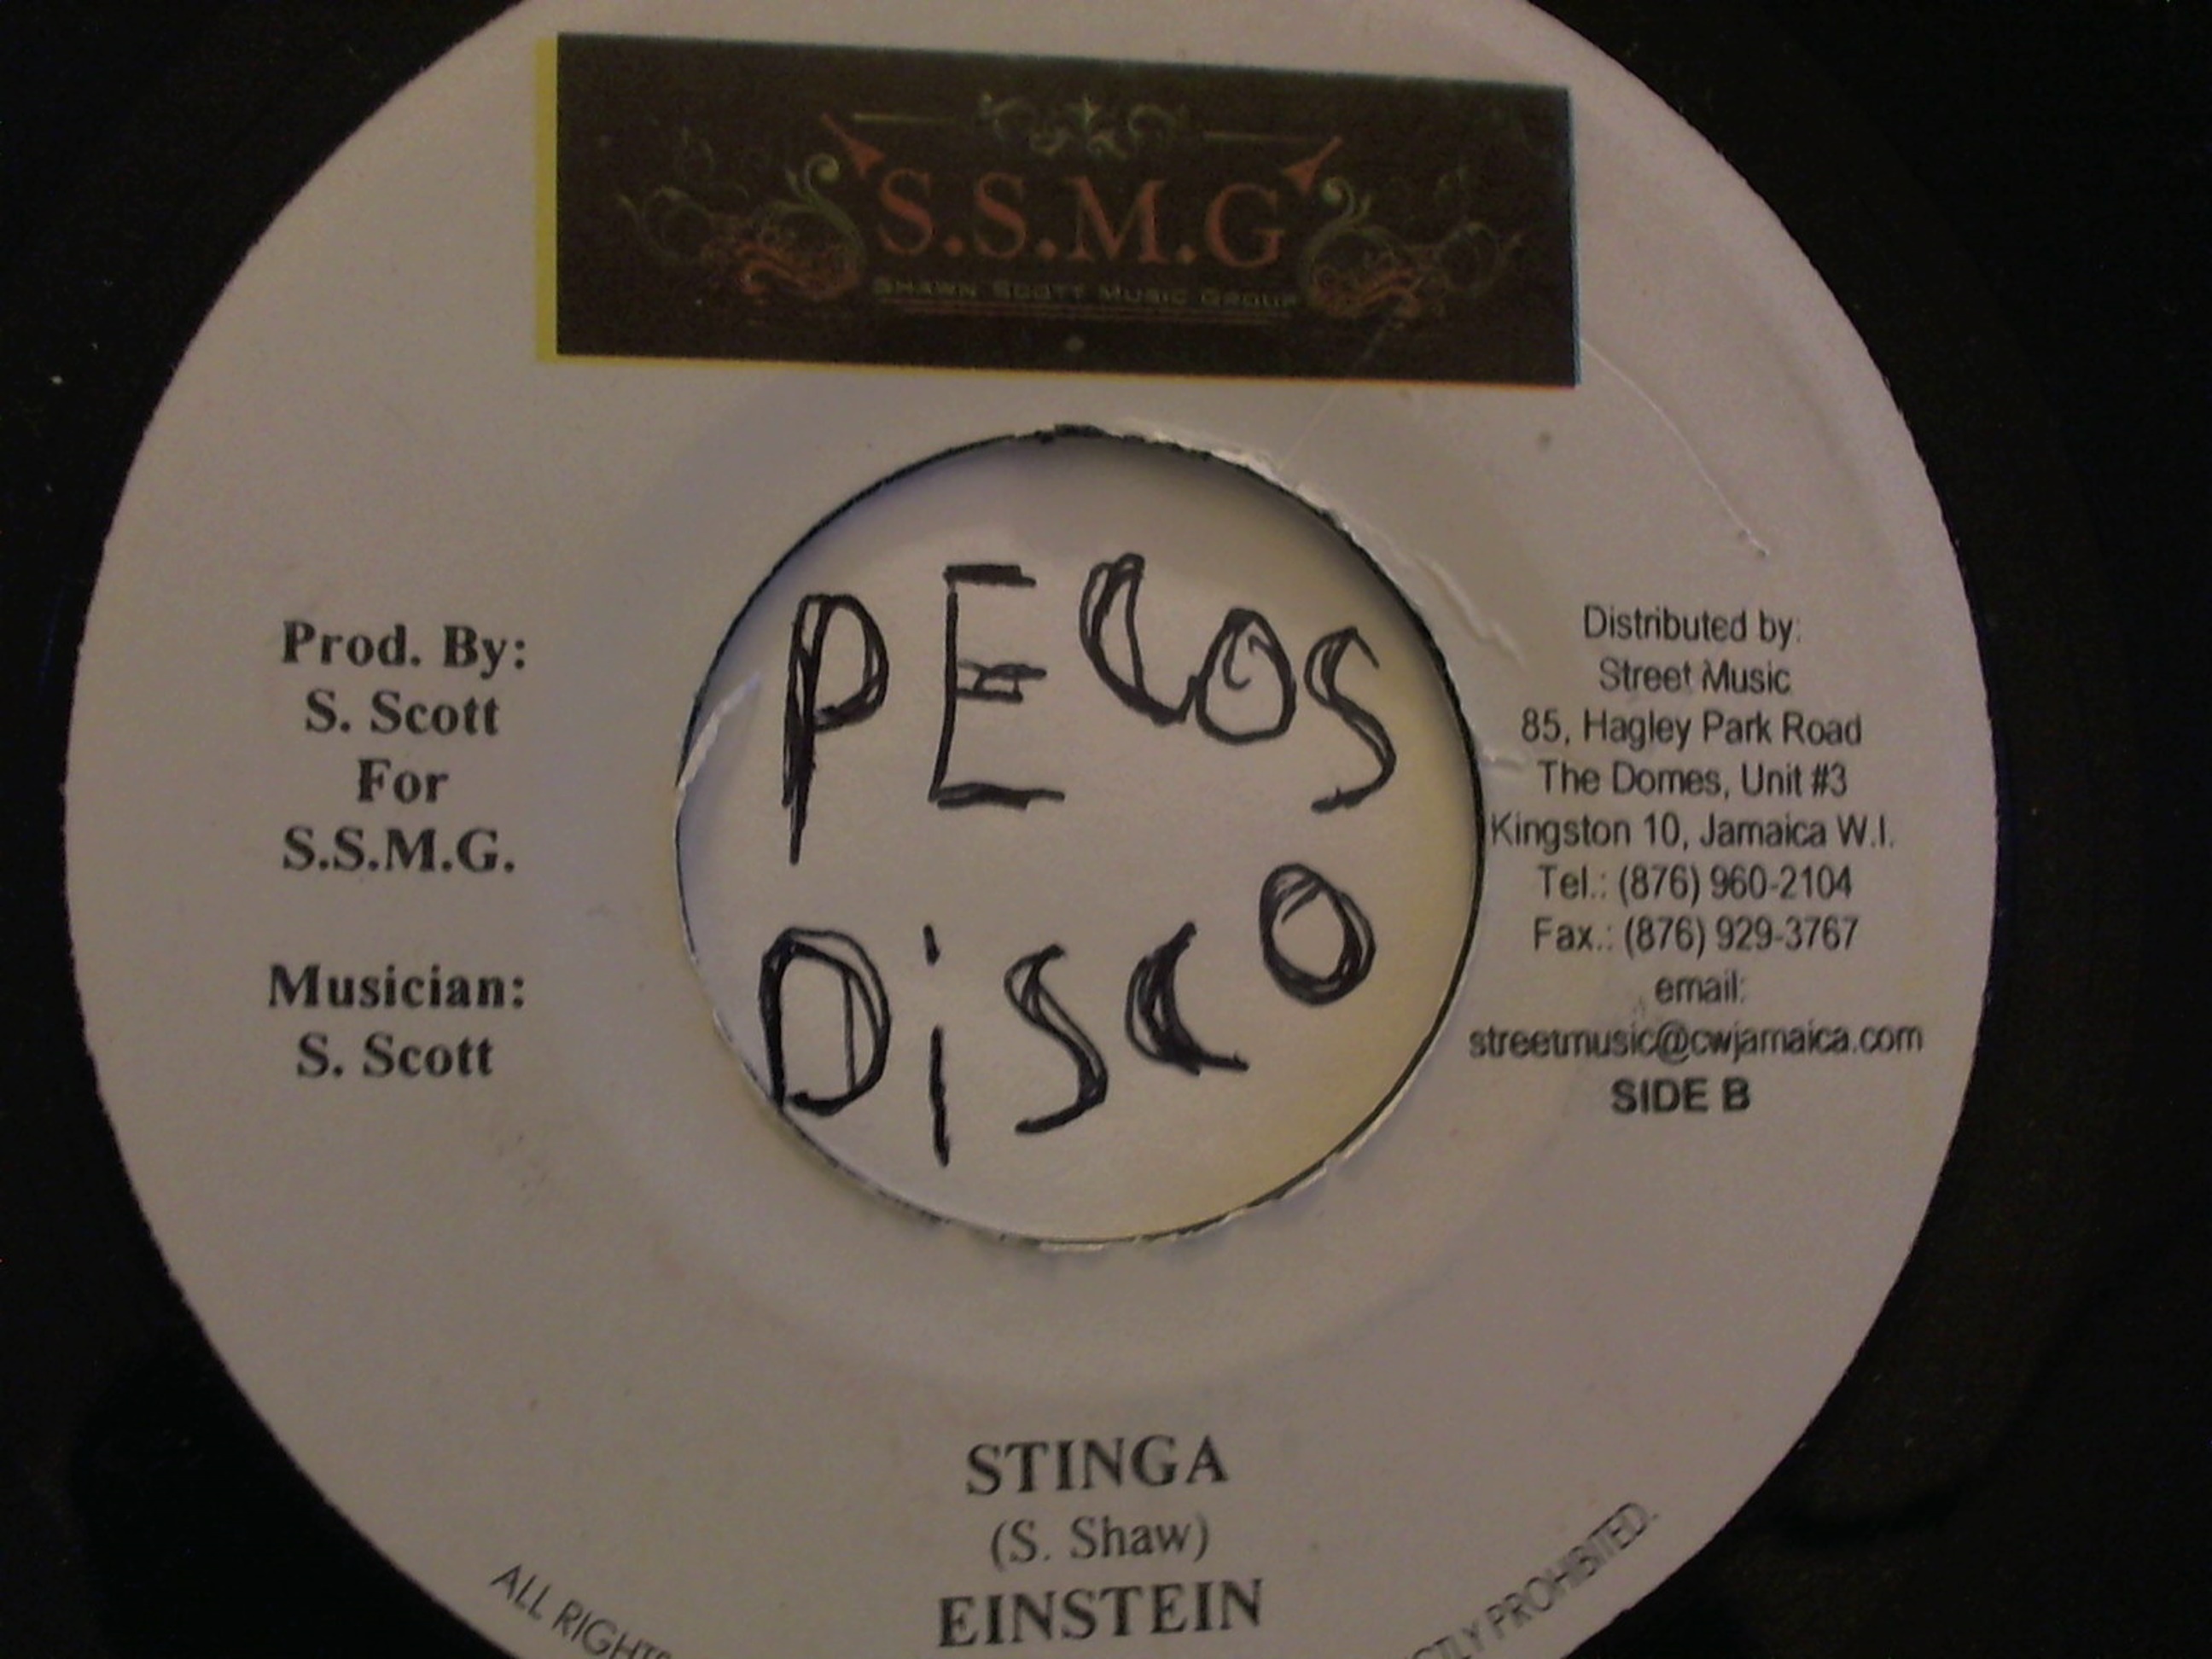 S.S.M.G
SHAWN SCOTT MUSIC GROUP
Prod. By:
S. Scott
For
S.S.M.G.
Musician:
S. Scott
PECOS
DiSCO
Distributed by:
Street Music
85, Hagley Park Road
The Domes, Unit #3
Kingston 10, Jamaica W.I.
Tel.: (876) 960-2104
Fax.: (876) 929-3767
email:
streetmusic@cwjamaica.com
SIDE B
STINGA
(S. Shaw)
EINSTEIN
ALL RIGHTS
PROHIBITED.